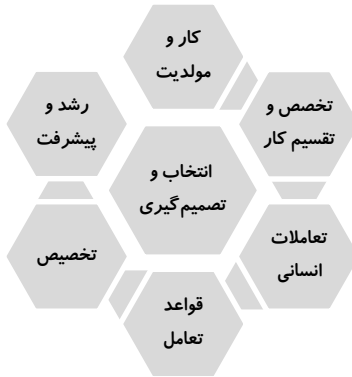 کار و
مولدیت
تخصص و
تقسیم کار
رشد و
پیشرفت
انتخاب و
تصمیم‌گیری
تعاملات
انسانی
تخصیص
قواعد
تعامل